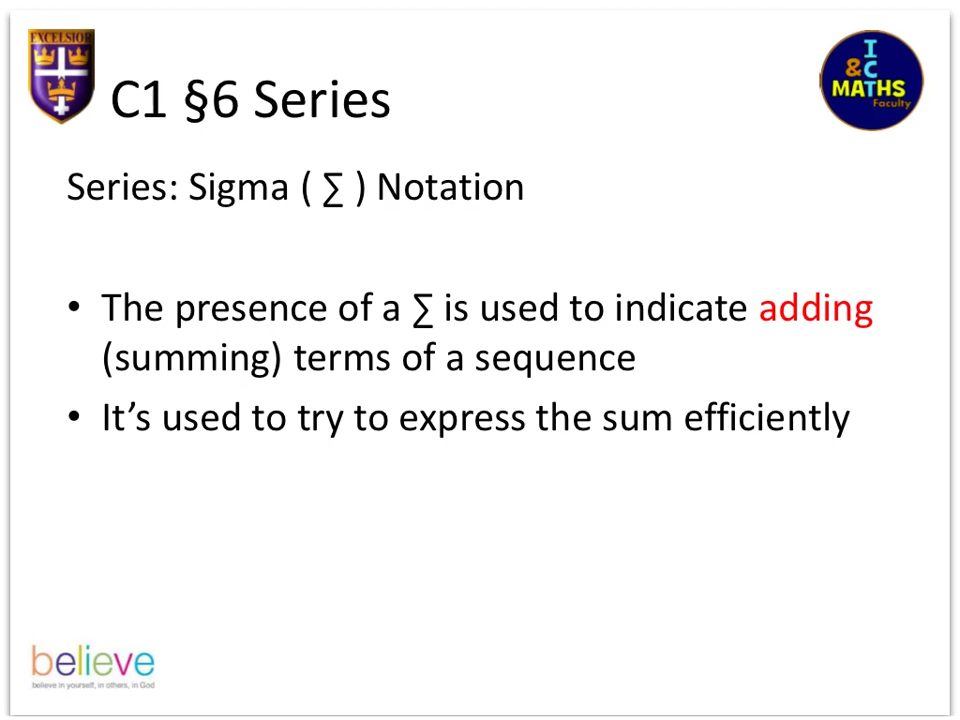 EXCELSIOR
I
& C
MATHS
Faculty
C1 §6 Series
Series: Sigma ( ∑ ) Notation
• The presence of a ∑ is used to indicate adding
(summing) terms of a sequence
• It’s used to try to express the sum efficiently
believe
believe in yourself, in others, in God